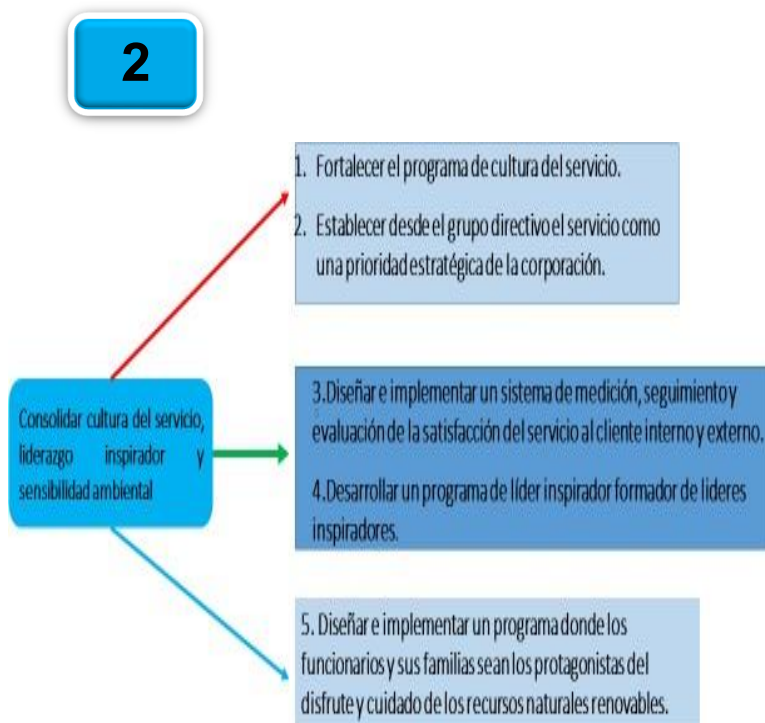 2
1. Fortalecer el programa de cultura del servicio.
2. Establecer desde el grupo directivo el servicio como
una prioridad estratégica de la corporación.
Consolidar cultura del servicio,
liderazgo inspirador y
sensibilidad ambiental
3.Diseñar e implementar un sistema de medición, seguimiento y
evaluación de la satisfacción del servicio al cliente interno y externo.
4.Desarrollar un programa de líder inspirador formador de lideres
inspiradores.
5. Diseñar e implementar un programa donde los
funcionarios y sus familias sean los protagonistas del
disfrute y cuidado de los recursos naturales renovables.